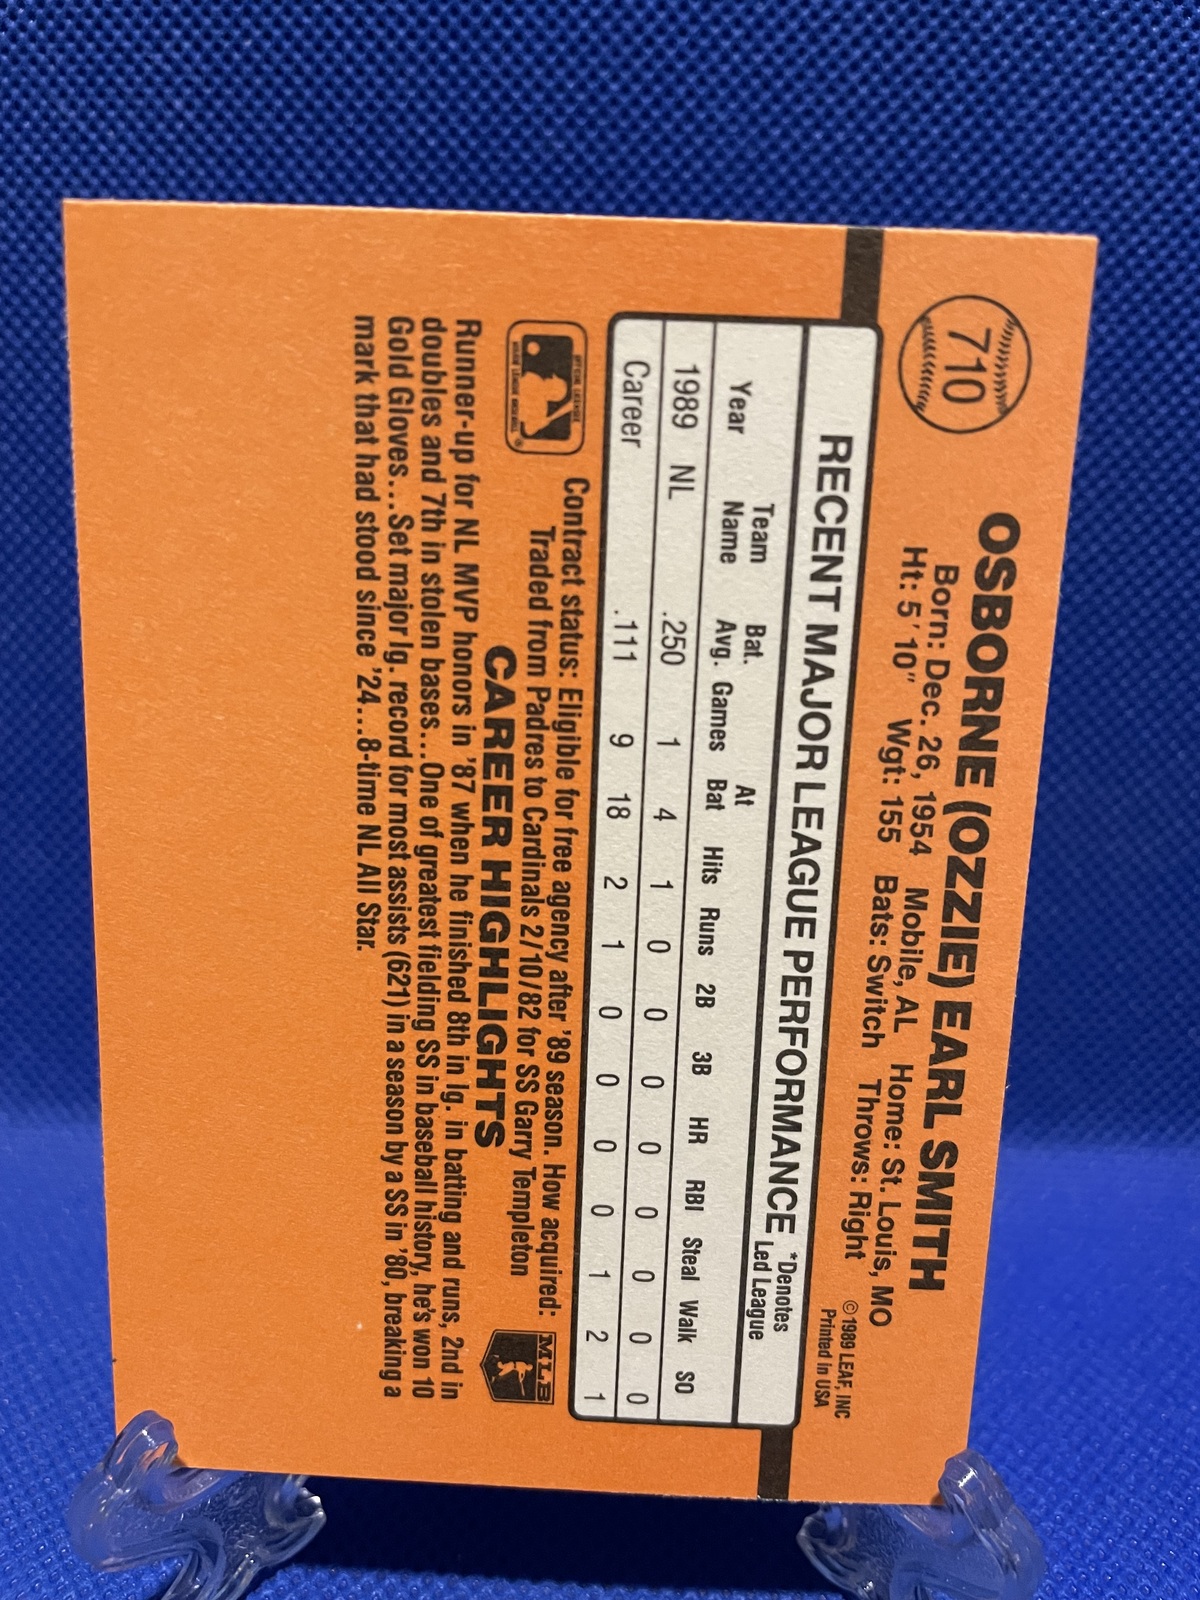 710
OSBORNE (OZZIE) EARL SMITH
Born: Dec. 26, 1954 Mobile, AL Home: St. Louis, MO
Ht: 5' 10" Wgt: 155 Bats: Switch Throws: Right
© 1989 LEAF, INC
Printed in USA
RECENT MAJOR LEAGUE PERFORMANCE *Denotes Led League
Year Team Name Bat. Avg. Games At Bat Hits Runs 2B 3B HR RBI Steal Walk SO
1989 NL .250 1 4 1 0 0 0 0 0 0 0 0
Career .111 9 18 2 1 0 0 0 0 1 2 1
Contract status: Eligible for free agency after '89 season. How acquired:
Traded from Padres to Cardinals 2/10/82 for SS Garry Templeton
MLB
CAREER HIGHLIGHTS
Runner-up for NL MVP honors in '87 when he finished 8th in lg. in batting and runs, 2nd in
doubles and 7th in stolen bases...One of greatest fielding SS in baseball history, he's won 10
Gold Gloves...Set major lg. record for most assists (621) in a season by a SS in '80, breaking a
mark that had stood since '24...8-time NL All Star.